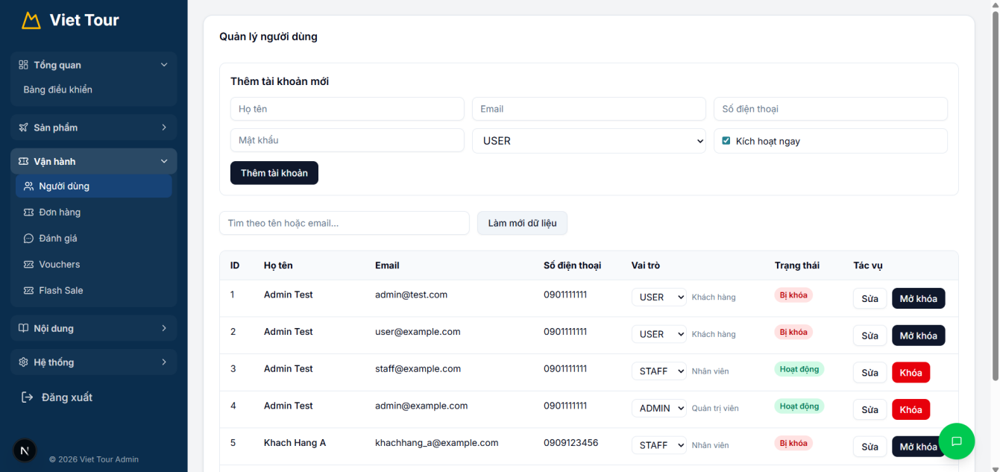 Viet Tour
Tổng quan
Bảng điều khiển
Sản phẩm
Vận hành
Người dùng
Đơn hàng
Đánh giá
Vouchers
Flash Sale
Nội dung
Hệ thống
Đăng xuất
N
© 2026 Viet Tour Admin
Quản lý người dùng
Thêm tài khoản mới
Họ tên Email Số điện thoại
Mật khẩu USER Kích hoạt ngay
Thêm tài khoản
Tìm theo tên hoặc email... Làm mới dữ liệu
ID Họ tên Email Số điện thoại Vai trò Trạng thái Tác vụ
1 Admin Test admin@test.com 0901111111 USER Khách hàng Bị khóa Sửa Mở khóa
2 Admin Test user@example.com 0901111111 USER Khách hàng Bị khóa Sửa Mở khóa
3 Admin Test staff@example.com 0901111111 STAFF Nhân viên Hoạt động Sửa Khóa
4 Admin Test admin@example.com 0901111111 ADMIN Quản trị viên Hoạt động Sửa Khóa
5 Khach Hang A khachhang_a@example.com 0909123456 STAFF Nhân viên Bị khóa Sửa Mở khóa